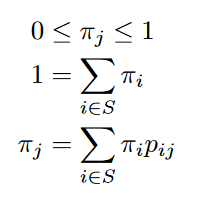 0 ≤ π_j ≤ 1
1 = ∑_{i∈S} π_i
π_j = ∑_{i∈S} π_i p_{ij}